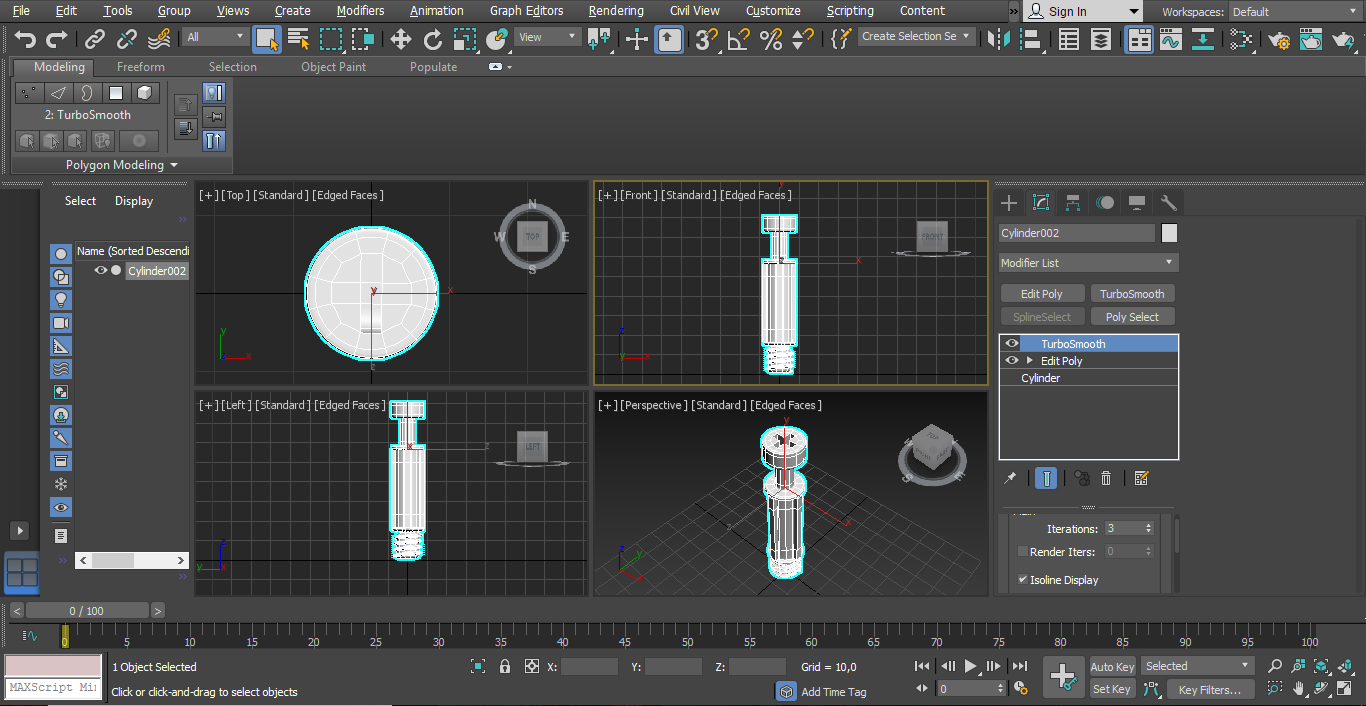 File Edit Tools Group Views Create Modifiers Animation Graph Editors Rendering Civil View Customize Scripting Content » Sign In Workspaces: Default
All View Create Selection Se
Modeling Freeform Selection Object Paint Populate
2: TurboSmooth
Polygon Modeling
Select Display
Name (Sorted Descendi
Cylinder002
[+] [Top] [Standard] [Edged Faces]
N
W TOP E
S
y
x
z
y
x
[+] [Front] [Standard] [Edged Faces]
FRONT
y
x
z
y x
[+] [Left] [Standard] [Edged Faces]
LEFT
x z
z
y x
[+] [Perspective] [Standard] [Edged Faces]
TOP
FRONT
S E
y
x
z
z
y
x
Cylinder002
Modifier List
Edit Poly TurboSmooth
SplineSelect Poly Select
TurboSmooth
Edit Poly
Cylinder
Iterations: 3
Render Iters: 0
Isoline Display
< 0 / 100 >
0 5 10 15 20 25 30 35 40 45 50 55 60 65 70 75 80 85 90 95 100
1 Object Selected X: Y: Z: Grid = 10,0 Auto Key Selected
MAXScript Mi
Click or click-and-drag to select objects Add Time Tag 0 Set Key Key Filters...